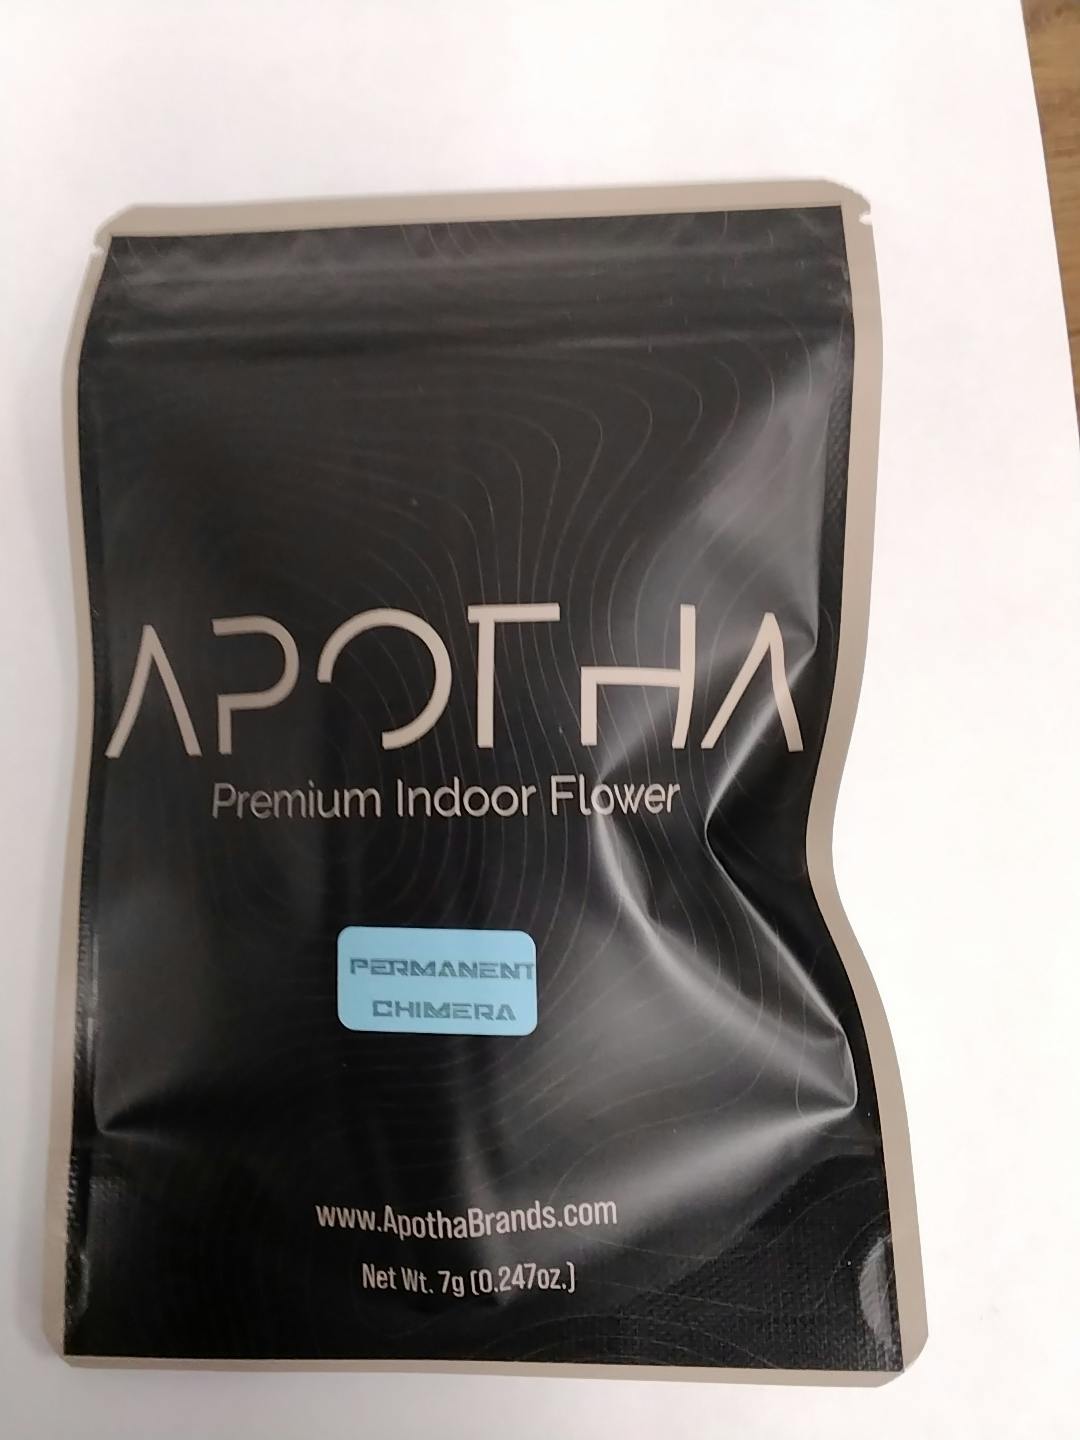 APOTHA
Premium Indoor Flower
PERMANENT
CHIMERA
www.ApothaBrands.com
Net Wt. 7g (0.247oz.)